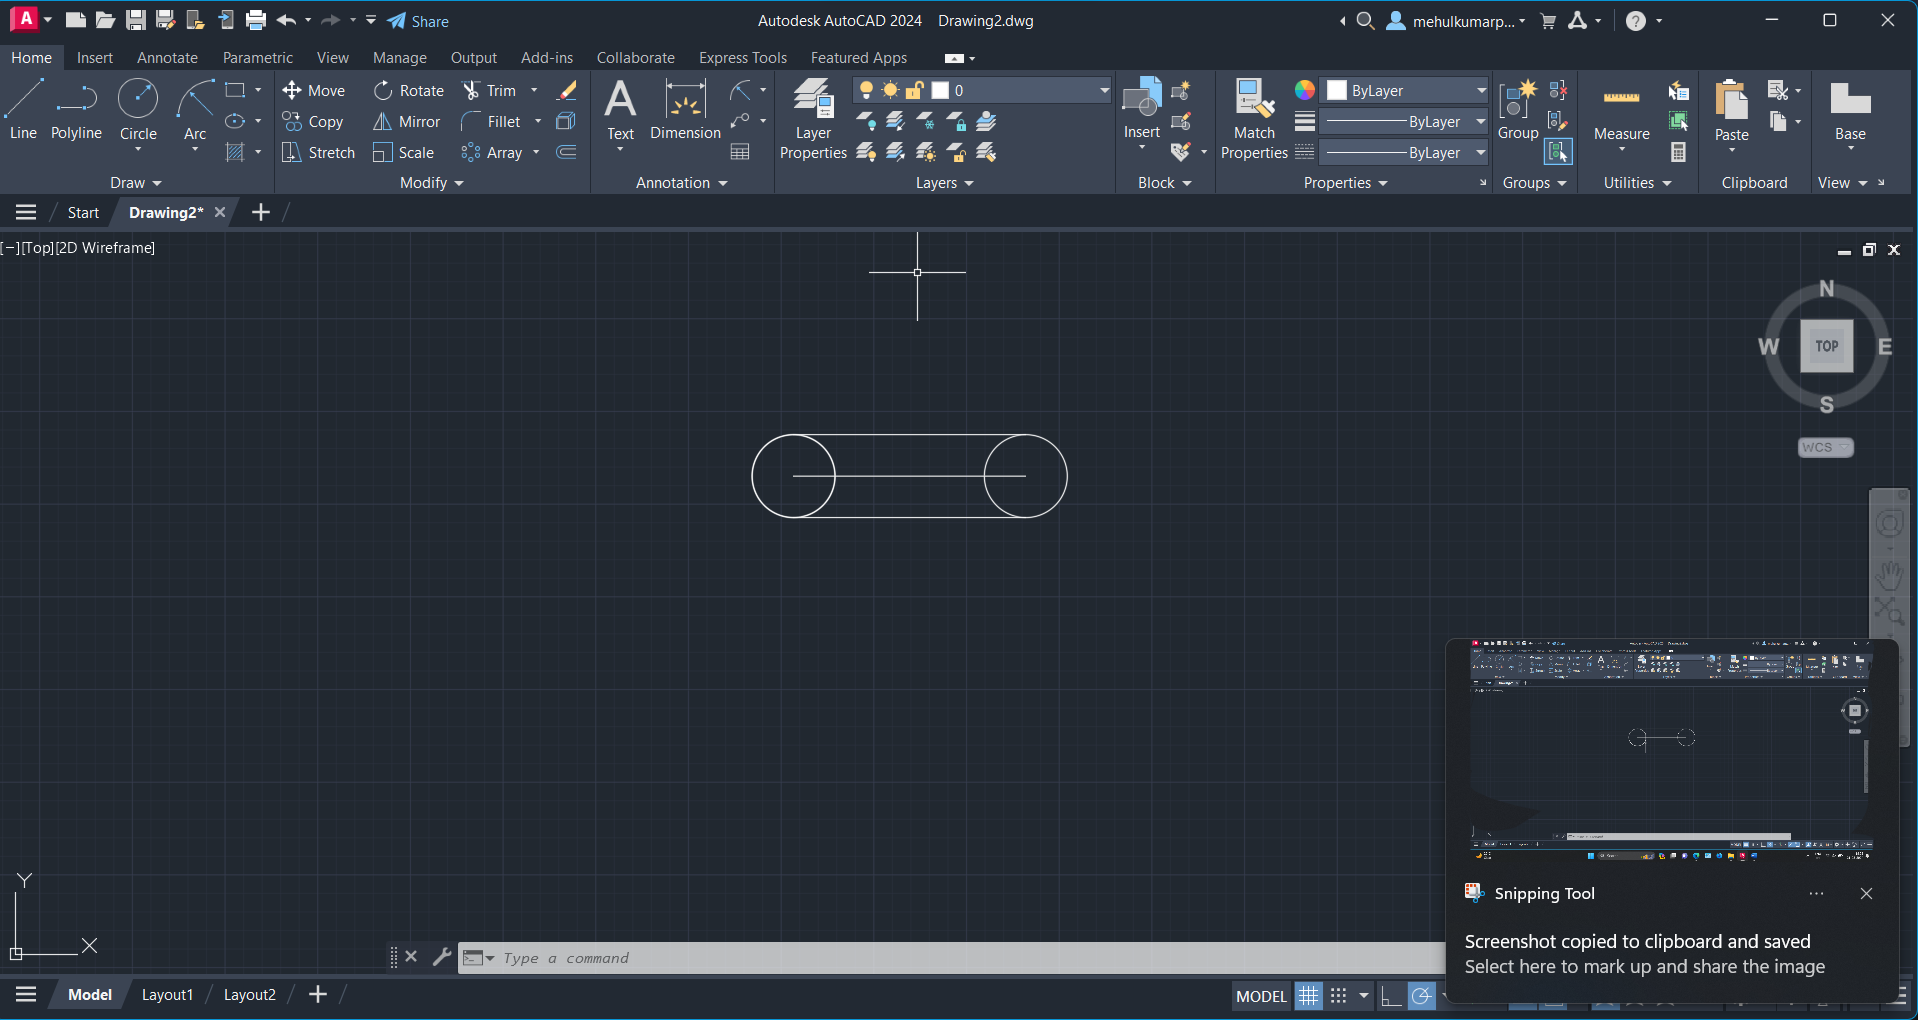 A
Share
Autodesk AutoCAD 2024 Drawing2.dwg
mehulkumarp...
?
Home Insert Annotate Parametric View Manage Output Add-ins Collaborate Express Tools Featured Apps
Line
Polyline
Circle
Arc
Draw
Move
Rotate
Trim
Copy
Mirror
Fillet
Stretch
Scale
Array
Modify
A
Text
Dimension
Annotation
Layer
Properties
0
Layers
Insert
Block
Match
Properties
ByLayer
ByLayer
ByLayer
Properties
Group
Groups
Measure
Utilities
Paste
Clipboard
Base
View
Start
Drawing2*
[−][Top][2D Wireframe]
N
W
TOP
E
S
WCS
Y
X
Snipping Tool
Screenshot copied to clipboard and saved
Select here to mark up and share the image
Type a command
Model
Layout1
Layout2
MODEL